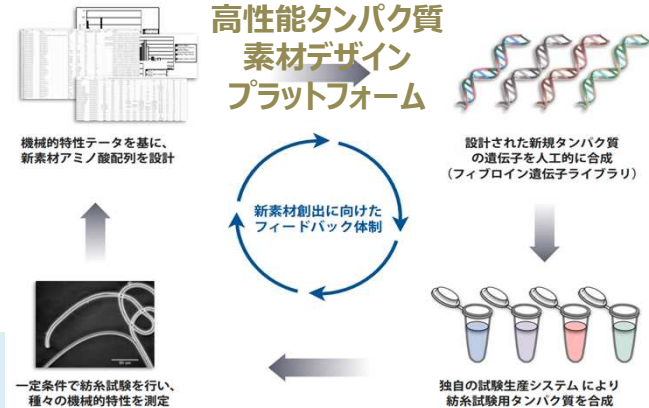 高性能タンパク質
素材デザイン
プラットフォーム
機械的特性データを基に、
新素材アミノ酸配列を設計
設計された新規タンパク質
の遺伝子を人工的に合成
(フィブロイン遺伝子ライブラリ)
新素材創出に向けた
フィードバック体制
一定条件で紡糸試験を行い、
種々の機械的特性を測定
独自の試験生産システムにより
紡糸試験用タンパク質を合成